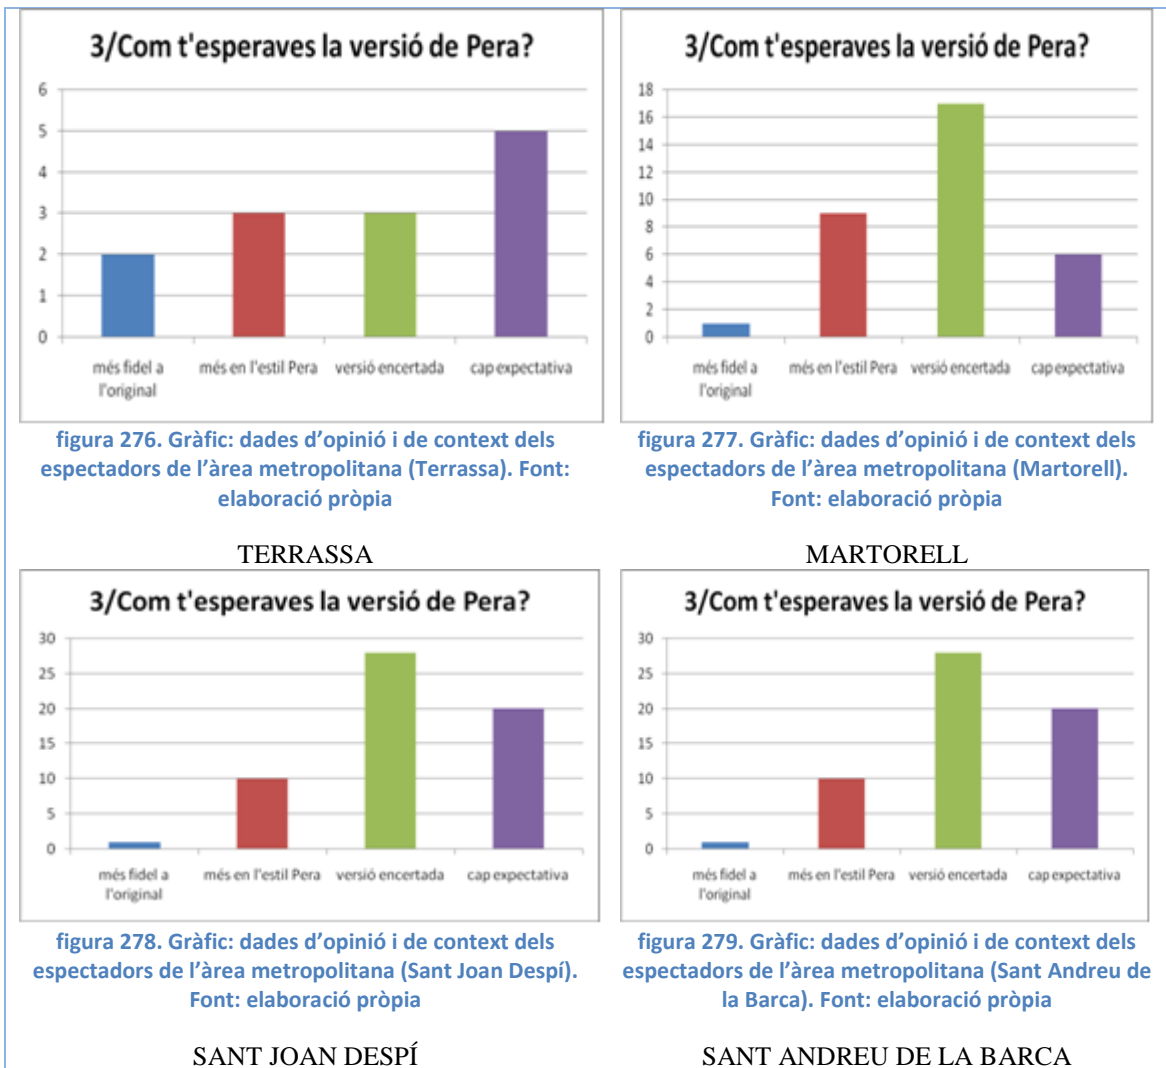 3/Com t'esperaves la versió de Pera?
6
5
4
3
2
1
0
més fidel a
l'original
més en l'estil Pera
versió encertada
cap expectativa
figura 276. Gràfic: dades d’opinió i de context dels
espectadors de l’àrea metropolitana (Terrassa). Font:
elaboració pròpia
TERRASSA
3/Com t'esperaves la versió de Pera?
18
16
14
12
10
8
6
4
2
0
més fidel a
l'original
més en l'estil Pera
versió encertada
cap expectativa
figura 277. Gràfic: dades d’opinió i de context dels
espectadors de l’àrea metropolitana (Martorell).
Font: elaboració pròpia
MARTORELL
3/Com t'esperaves la versió de Pera?
30
25
20
15
10
5
0
més fidel a
l'original
més en l'estil Pera
versió encertada
cap expectativa
figura 278. Gràfic: dades d’opinió i de context dels
espectadors de l’àrea metropolitana (Sant Joan Despí).
Font: elaboració pròpia
SANT JOAN DESPÍ
3/Com t'esperaves la versió de Pera?
30
25
20
15
10
5
0
més fidel a
l'original
més en l'estil Pera
versió encertada
cap expectativa
figura 279. Gràfic: dades d’opinió i de context dels
espectadors de l’àrea metropolitana (Sant Andreu de
la Barca). Font: elaboració pròpia
SANT ANDREU DE LA BARCA